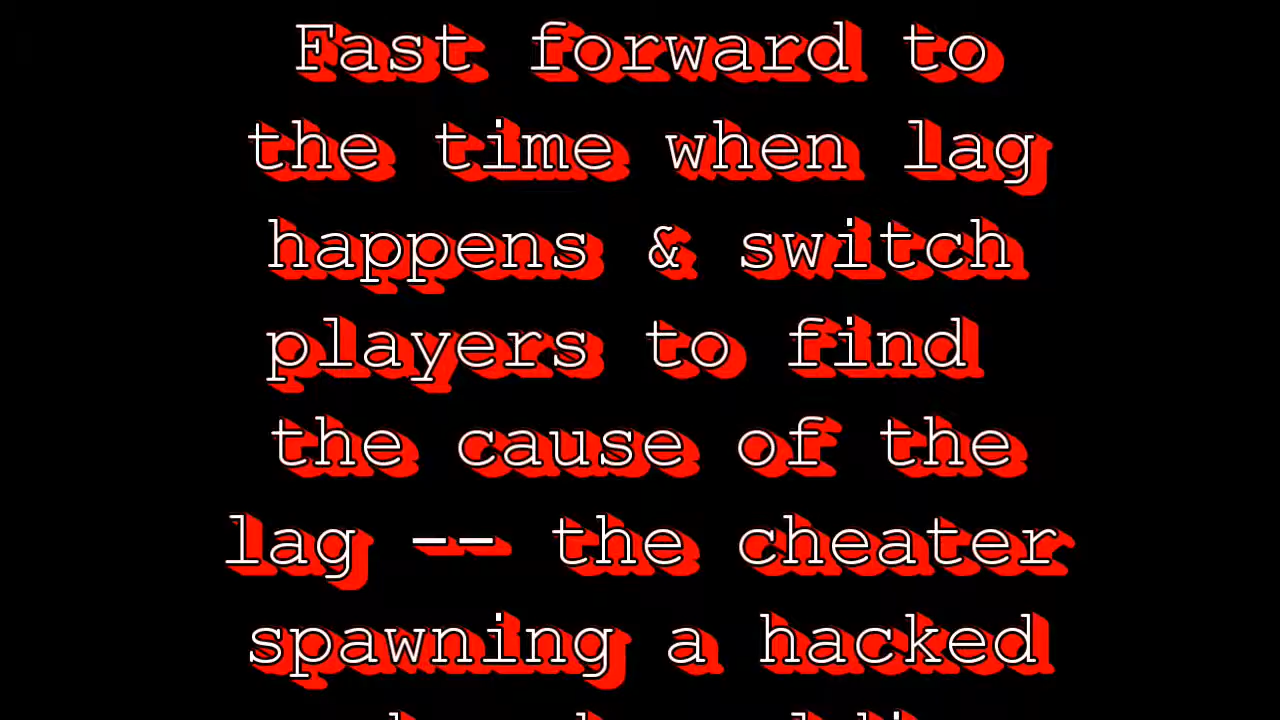 Fast forward to
the time when lag
happens & switch
players to find
the cause of the
lag -- the cheater
spawning a hacked